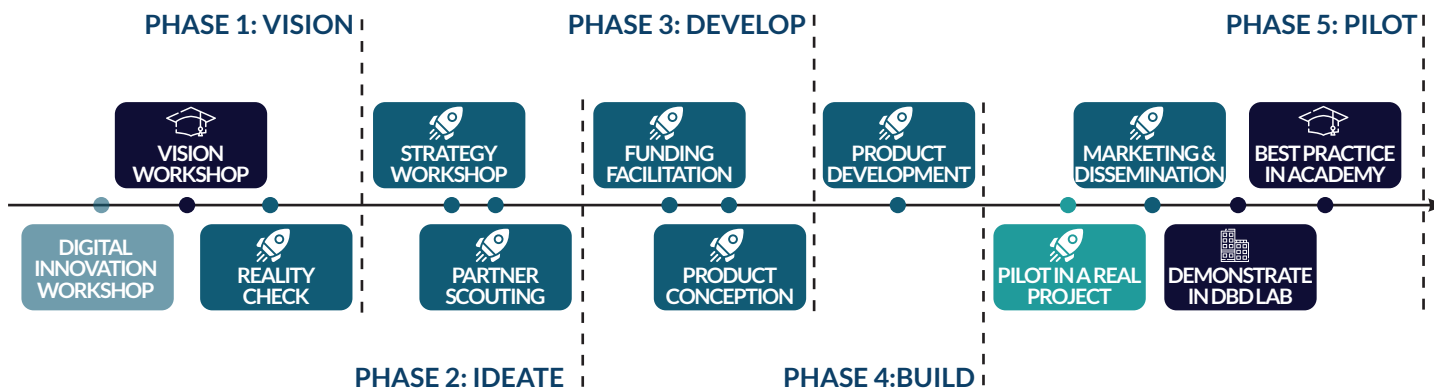 PHASE 1: VISION
PHASE 3: DEVELOP
PHASE 5: PILOT
VISION
WORKSHOP
STRATEGY
WORKSHOP
FUNDING
FACILITATION
PRODUCT
DEVELOPMENT
MARKETING &
DISSEMINATION
BEST PRACTICE
IN ACADEMY
DIGITAL
INNOVATION
WORKSHOP
REALITY
CHECK
PARTNER
SCOUTING
PRODUCT
CONCEPTION
PILOT IN A REAL
PROJECT
DEMONSTRATE
IN DBD LAB
PHASE 2: IDEATE
PHASE 4:BUILD